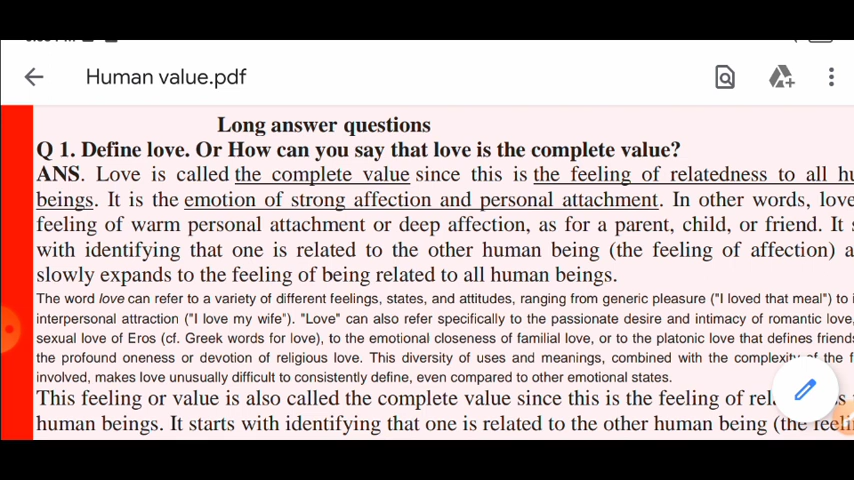 Human value.pdf
Long answer questions
Q 1. Define love. Or How can you say that love is the complete value?
ANS. Love is called the complete value since this is the feeling of relatedness to all hu
beings. It is the emotion of strong affection and personal attachment. In other words, love
feeling of warm personal attachment or deep affection, as for a parent, child, or friend. It s
with identifying that one is related to the other human being (the feeling of affection) a
slowly expands to the feeling of being related to all human beings.
The word love can refer to a variety of different feelings, states, and attitudes, ranging from generic pleasure ("I loved that meal") to i
interpersonal attraction ("I love my wife"). "Love" can also refer specifically to the passionate desire and intimacy of romantic love,
sexual love of Eros (cf. Greek words for love), to the emotional closeness of familial love, or to the platonic love that defines friends
the profound oneness or devotion of religious love. This diversity of uses and meanings, combined with the complexity of the f
involved, makes love unusually difficult to consistently define, even compared to other emotional states.
This feeling or value is also called the complete value since this is the feeling of rel
human beings. It starts with identifying that one is related to the other human being (the feeli